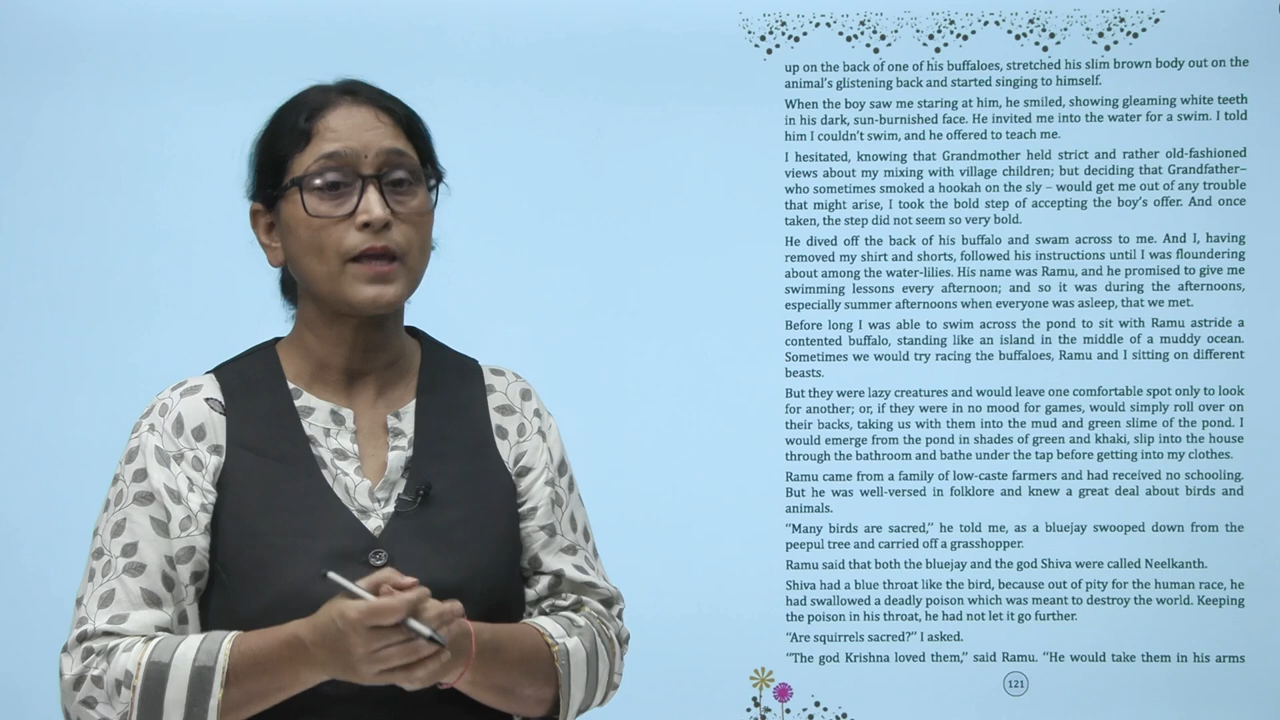 up on the back of one of his buffaloes, stretched his slim brown body out on the
animal's glistening back and started singing to himself.
When the boy saw me staring at him, he smiled, showing gleaming white teeth
in his dark, sun-burnished face. He invited me into the water for a swim. I told
him I couldn't swim, and he offered to teach me.
I hesitated, knowing that Grandmother held strict and rather old-fashioned
views about my mixing with village children; but deciding that Grandfather–
who sometimes smoked a hookah on the sly – would get me out of any trouble
that might arise, I took the bold step of accepting the boy's offer. And once
taken, the step did not seem so very bold.
He dived off the back of his buffalo and swam across to me. And I, having
removed my shirt and shorts, followed his instructions until I was floundering
about among the water-lilies. His name was Ramu, and he promised to give me
swimming lessons every afternoon; and so it was during the afternoons,
especially summer afternoons when everyone was asleep, that we met.
Before long I was able to swim across the pond to sit with Ramu astride a
contented buffalo, standing like an island in the middle of a muddy ocean.
Sometimes we would try racing the buffaloes, Ramu and I sitting on different
beasts.
But they were lazy creatures and would leave one comfortable spot only to look
for another; or, if they were in no mood for games, would simply roll over on
their backs, taking us with them into the mud and green slime of the pond. I
would emerge from the pond in shades of green and khaki, slip into the house
through the bathroom and bathe under the tap before getting into my clothes.
Ramu came from a family of low-caste farmers and had received no schooling.
But he was well-versed in folklore and knew a great deal about birds and
animals.
"Many birds are sacred," he told me, as a bluejay swooped down from the
peepul tree and carried off a grasshopper.
Ramu said that both the bluejay and the god Shiva were called Neelkanth.
Shiva had a blue throat like the bird, because out of pity for the human race, he
had swallowed a deadly poison which was meant to destroy the world. Keeping
the poison in his throat, he had not let it go further.
"Are squirrels sacred?" I asked.
"The god Krishna loved them," said Ramu. "He would take them in his arms
121